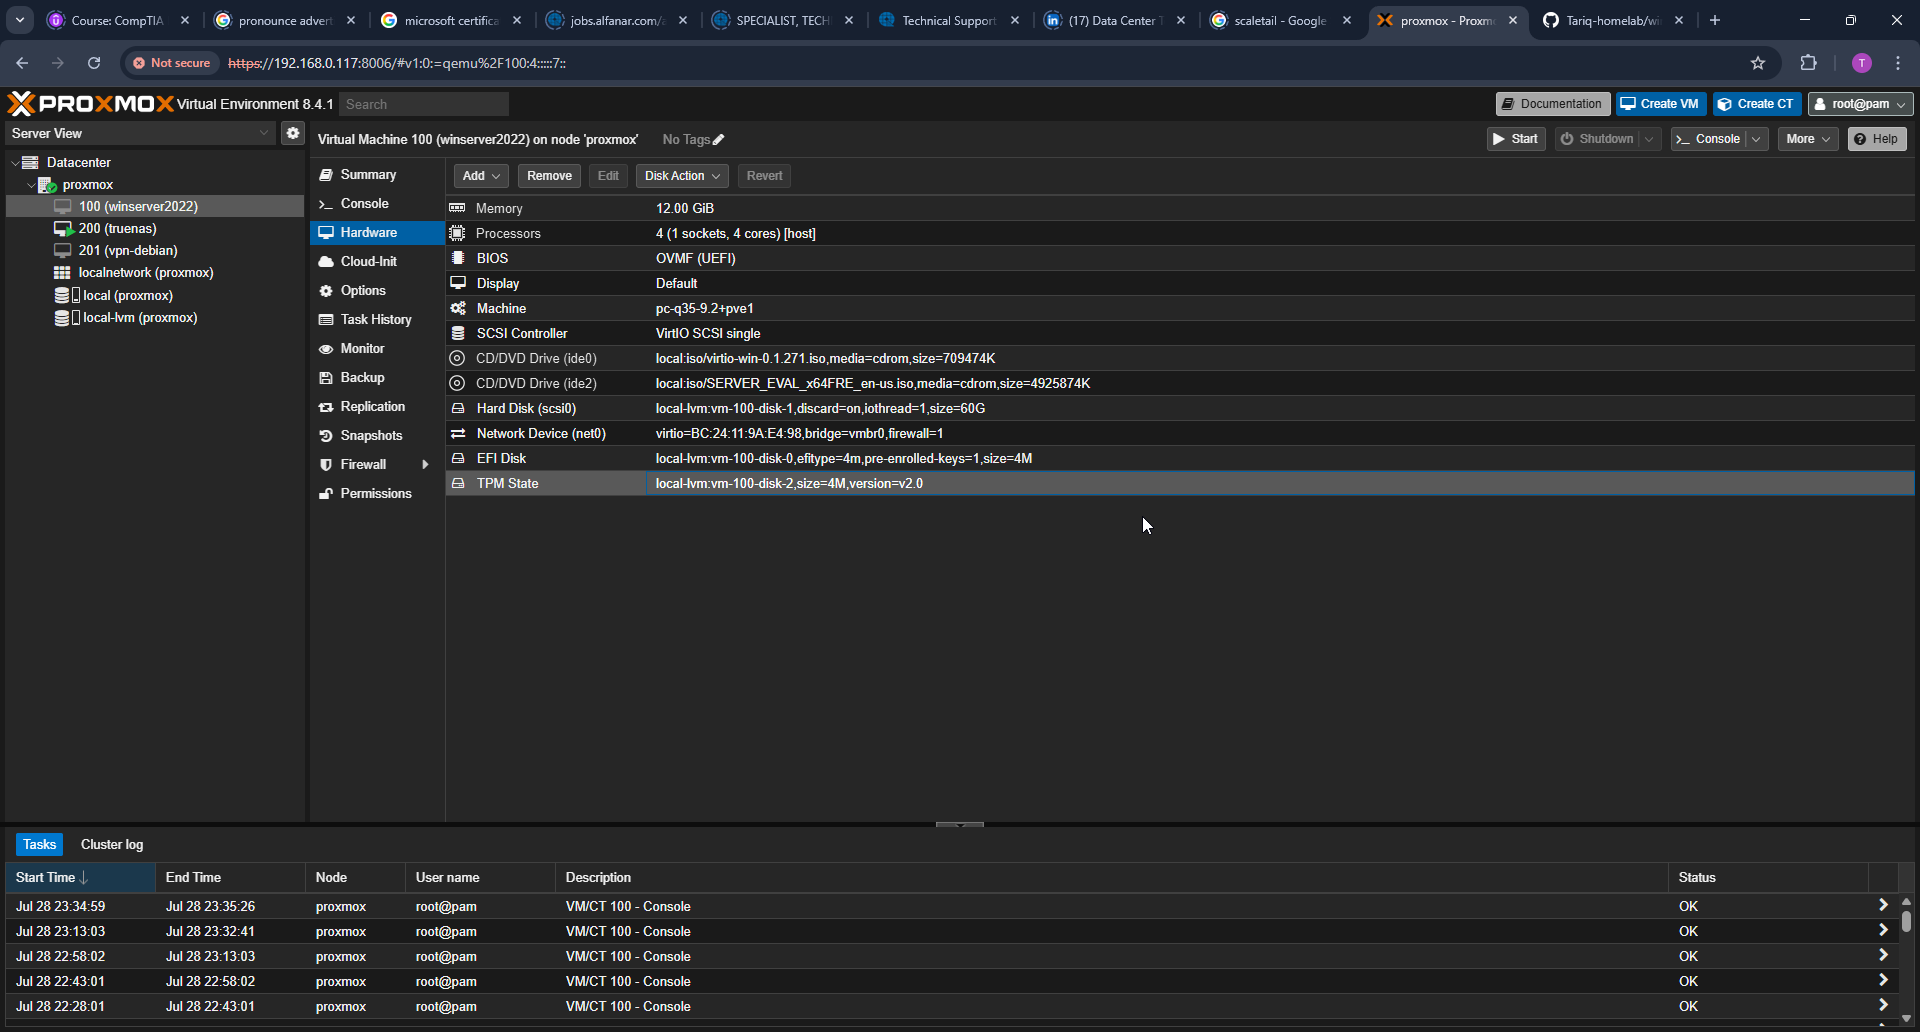 Course: CompTIA
pronounce advert
microsoft certifica
jobs.alfanar.com/
SPECIALIST, TECH
Technical Support
(17) Data Center T
scaletail - Google
proxmox - Proxm
Tariq-homelab/wi
Not secure
https://192.168.0.117:8006/#v1:0:=qemu%2F100:4:::::7::
T
PROXMOX Virtual Environment 8.4.1
Search
Documentation
Create VM
Create CT
root@pam
Server View
Virtual Machine 100 (winserver2022) on node 'proxmox'
No Tags
Start
Shutdown
Console
More
Help
Datacenter
proxmox
100 (winserver2022)
200 (truenas)
201 (vpn-debian)
localnetwork (proxmox)
local (proxmox)
local-lvm (proxmox)
Summary
Console
Hardware
Cloud-Init
Options
Task History
Monitor
Backup
Replication
Snapshots
Firewall
Permissions
Add
Remove
Edit
Disk Action
Revert
Memory 12.00 GiB
Processors 4 (1 sockets, 4 cores) [host]
BIOS OVMF (UEFI)
Display Default
Machine pc-q35-9.2+pve1
SCSI Controller VirtIO SCSI single
CD/DVD Drive (ide0) local:iso/virtio-win-0.1.271.iso,media=cdrom,size=709474K
CD/DVD Drive (ide2) local:iso/SERVER_EVAL_x64FRE_en-us.iso,media=cdrom,size=4925874K
Hard Disk (scsi0) local-lvm:vm-100-disk-1,discard=on,iothread=1,size=60G
Network Device (net0) virtio=BC:24:11:9A:E4:98,bridge=vmbr0,firewall=1
EFI Disk local-lvm:vm-100-disk-0,efitype=4m,pre-enrolled-keys=1,size=4M
TPM State local-lvm:vm-100-disk-2,size=4M,version=v2.0
Tasks
Cluster log
Start Time End Time Node User name Description Status
Jul 28 23:34:59 Jul 28 23:35:26 proxmox root@pam VM/CT 100 - Console OK
Jul 28 23:13:03 Jul 28 23:32:41 proxmox root@pam VM/CT 100 - Console OK
Jul 28 22:58:02 Jul 28 23:13:03 proxmox root@pam VM/CT 100 - Console OK
Jul 28 22:43:01 Jul 28 22:58:02 proxmox root@pam VM/CT 100 - Console OK
Jul 28 22:28:01 Jul 28 22:43:01 proxmox root@pam VM/CT 100 - Console OK